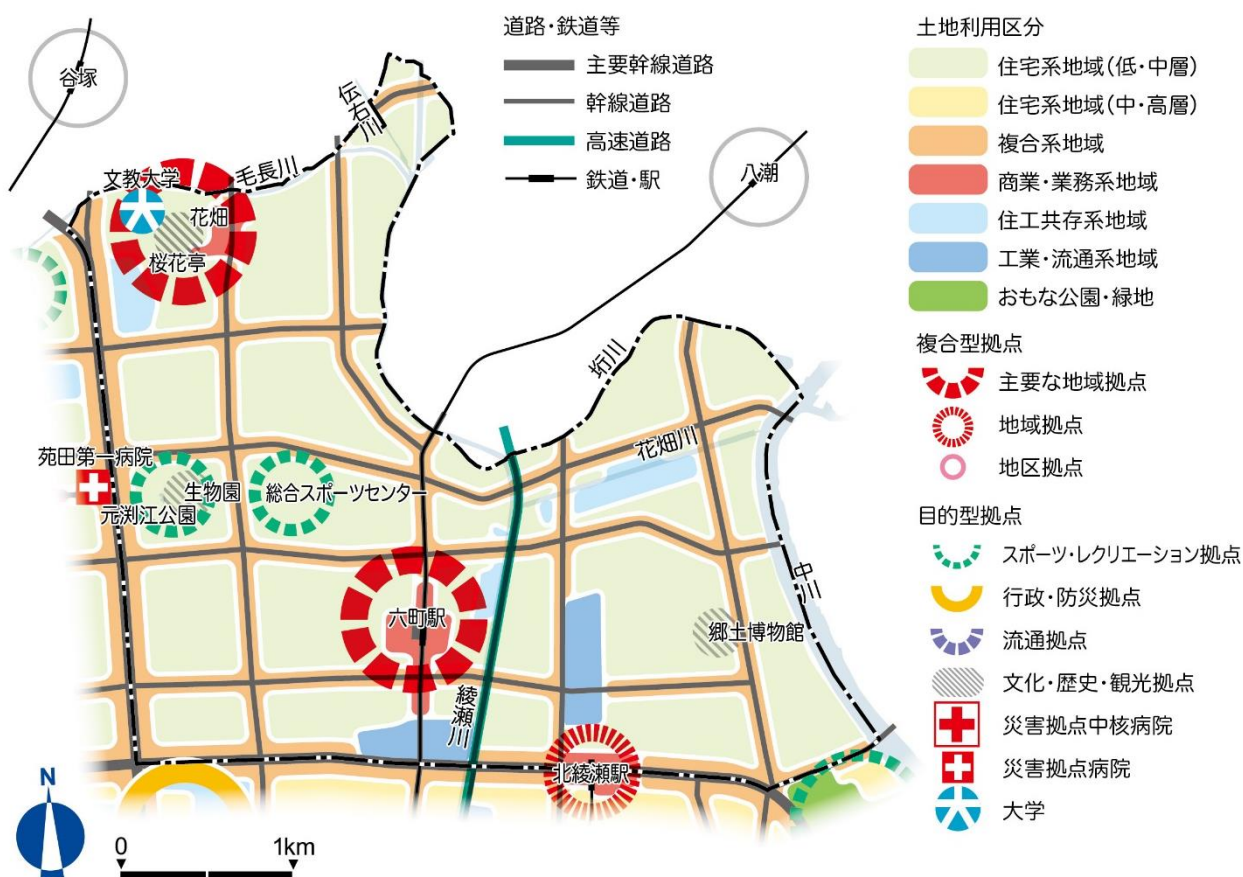 道路・鉄道等
主要幹線道路
幹線道路
高速道路
鉄道・駅
土地利用区分
住宅系地域(低・中層)
住宅系地域(中・高層)
複合系地域
商業・業務系地域
住工共存系地域
工業・流通系地域
おもな公園・緑地
複合型拠点
主要な地域拠点
地域拠点
地区拠点
目的型拠点
スポーツ・レクリエーション拠点
行政・防災拠点
流通拠点
文化・歴史・観光拠点
災害拠点中核病院
災害拠点病院
大学
谷塚
伝右川
毛長川
八潮
文教大学
花畑
桜花亭
垳川
花畑川
苑田第一病院
生物園
元渕江公園
総合スポーツセンター
中川
六町駅
郷土博物館
綾瀬川
北綾瀬駅
N
0
1km